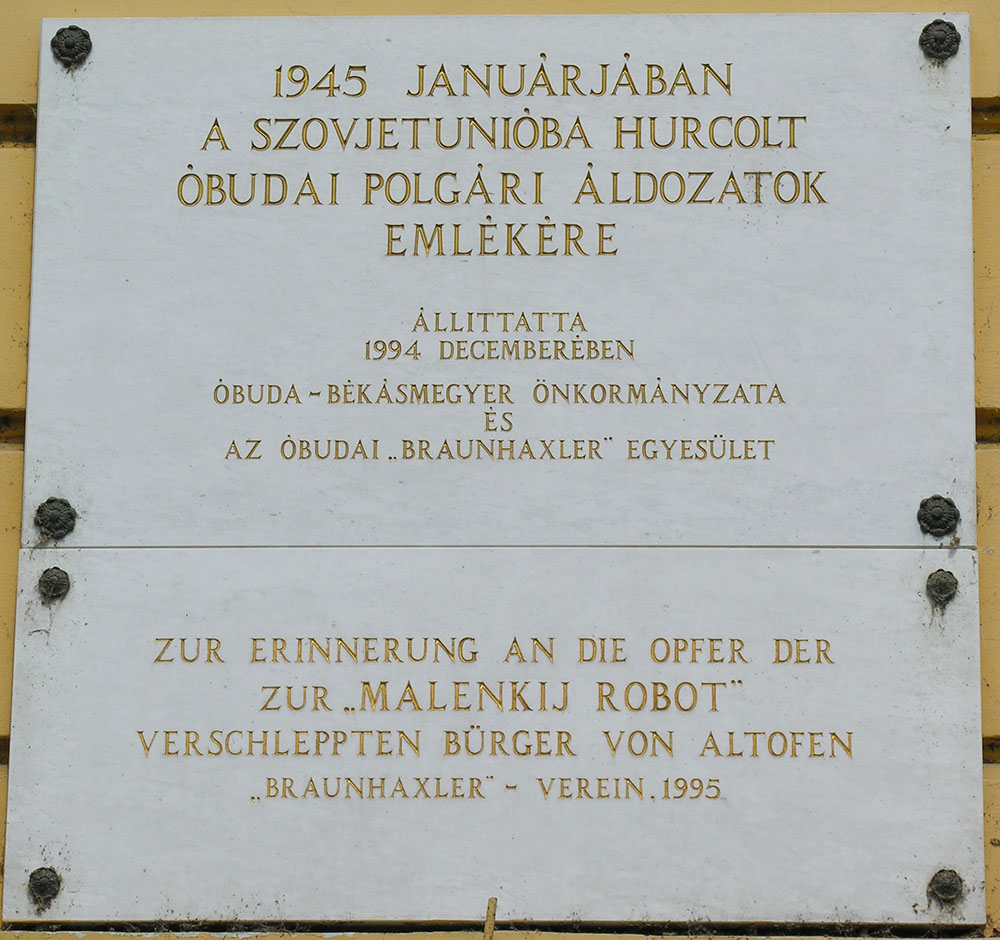 1945 JANUÁRJÁBAN
A SZOVJETUNIÓBA HURCOLT
ÓBUDAI POLGÁRI ÁLDOZATOK
EMLÉKÉRE
ÁLLITTATTA
1994 DECEMBERÉBEN
ÓBUDA-BÉKÁSMEGYER ÖNKORMÁNYZATA
ÉS
AZ ÓBUDAI „BRAUNHAXLER" EGYESÜLET
ZUR ERINNERUNG AN DIE OPFER DER
ZUR „MALENKIJ ROBOT"
VERSCHLEPPTEN BÜRGER VON ALTOFEN
„BRAUNHAXLER" - VEREIN.1995